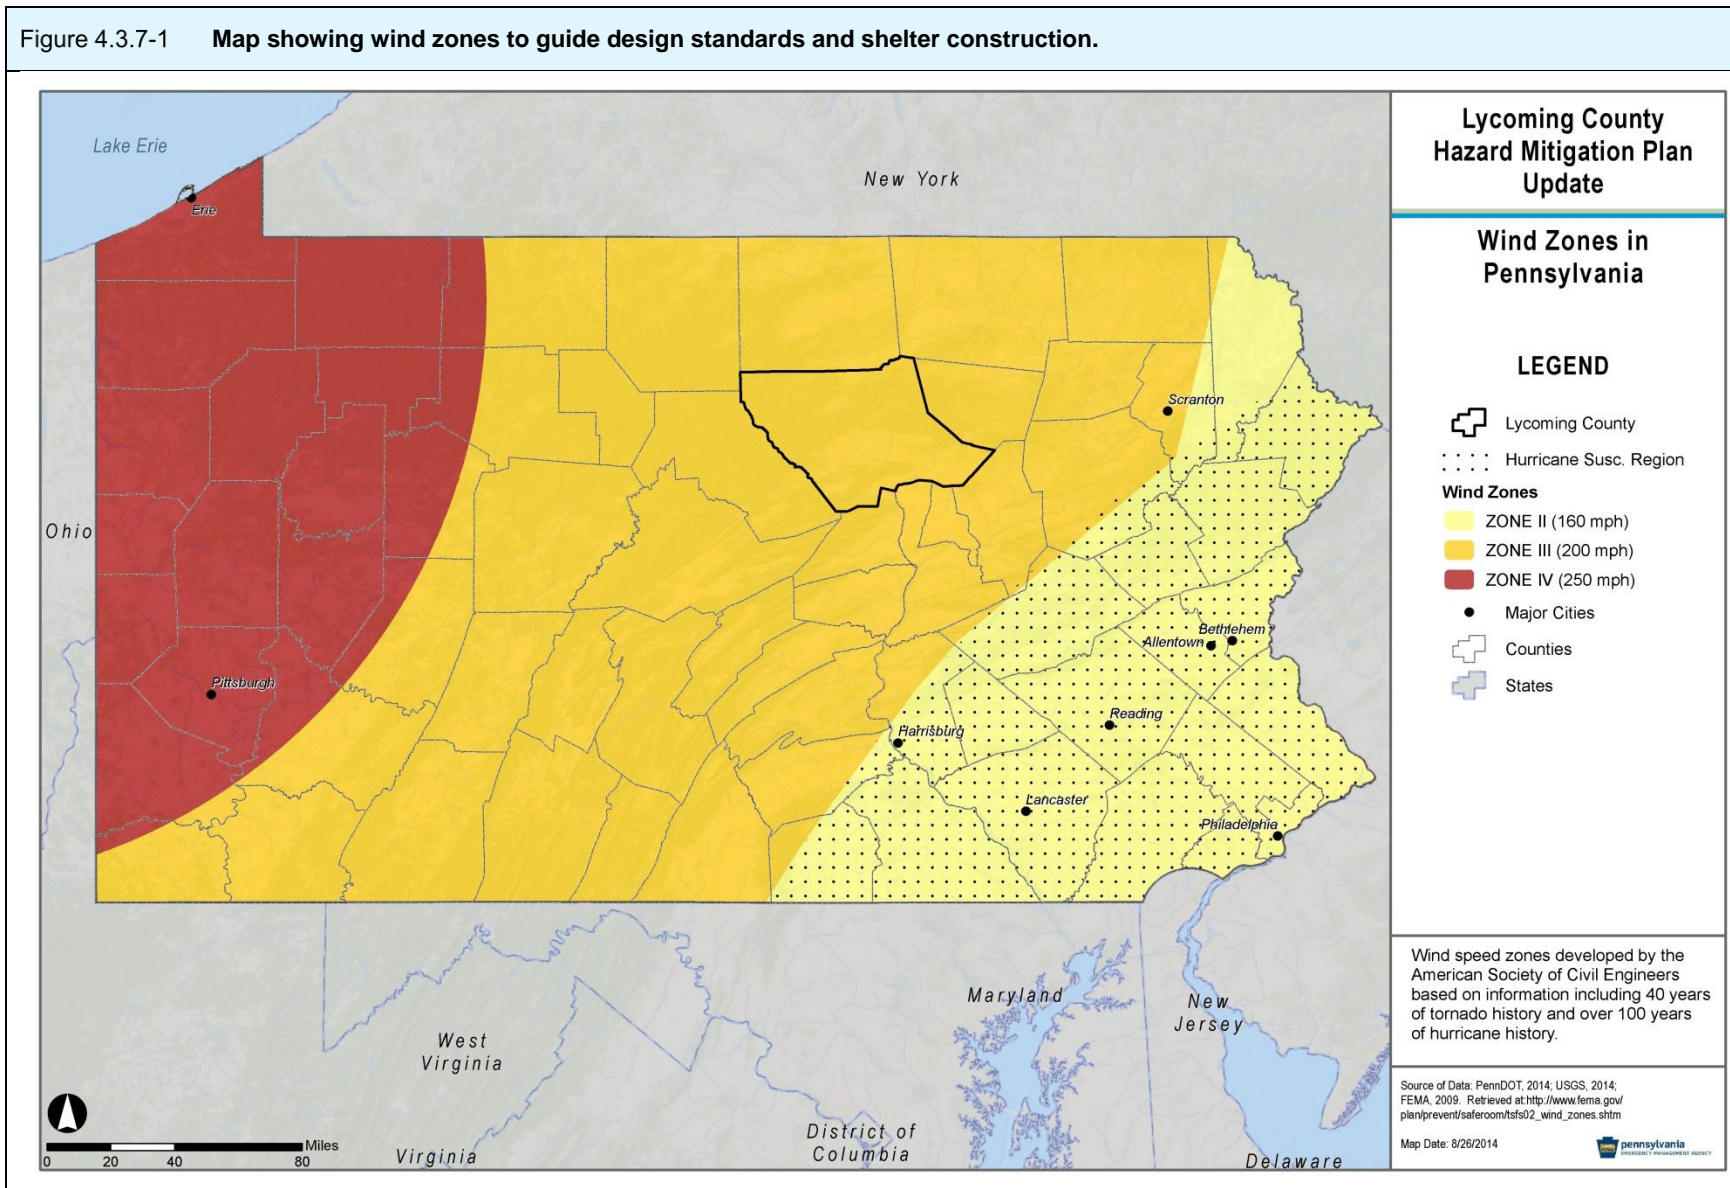 Figure 4.3.7-1 Map showing wind zones to guide design standards and shelter construction.
Lake Erie
New York
Erie
Scranton
Ohio
Bethlehem
Allentown
Pittsburgh
Reading
Harrisburg
Lancaster
Philadelphia
Maryland
New
Jersey
West
Virginia
District of
Columbia
Virginia
Delaware
Miles
0 20 40 80
Lycoming County
Hazard Mitigation Plan
Update
Wind Zones in
Pennsylvania
LEGEND
Lycoming County
Hurricane Susc. Region
Wind Zones
ZONE II (160 mph)
ZONE III (200 mph)
ZONE IV (250 mph)
Major Cities
Counties
States
Wind speed zones developed by the
American Society of Civil Engineers
based on information including 40 years
of tornado history and over 100 years
of hurricane history.
Source of Data: PennDOT, 2014; USGS, 2014;
FEMA, 2009. Retrieved at:http://www.fema.gov/
plan/prevent/saferoom/tsfs02_wind_zones.shtm
Map Date: 8/26/2014
pennsylvania
EMERGENCY MANAGEMENT AGENCY